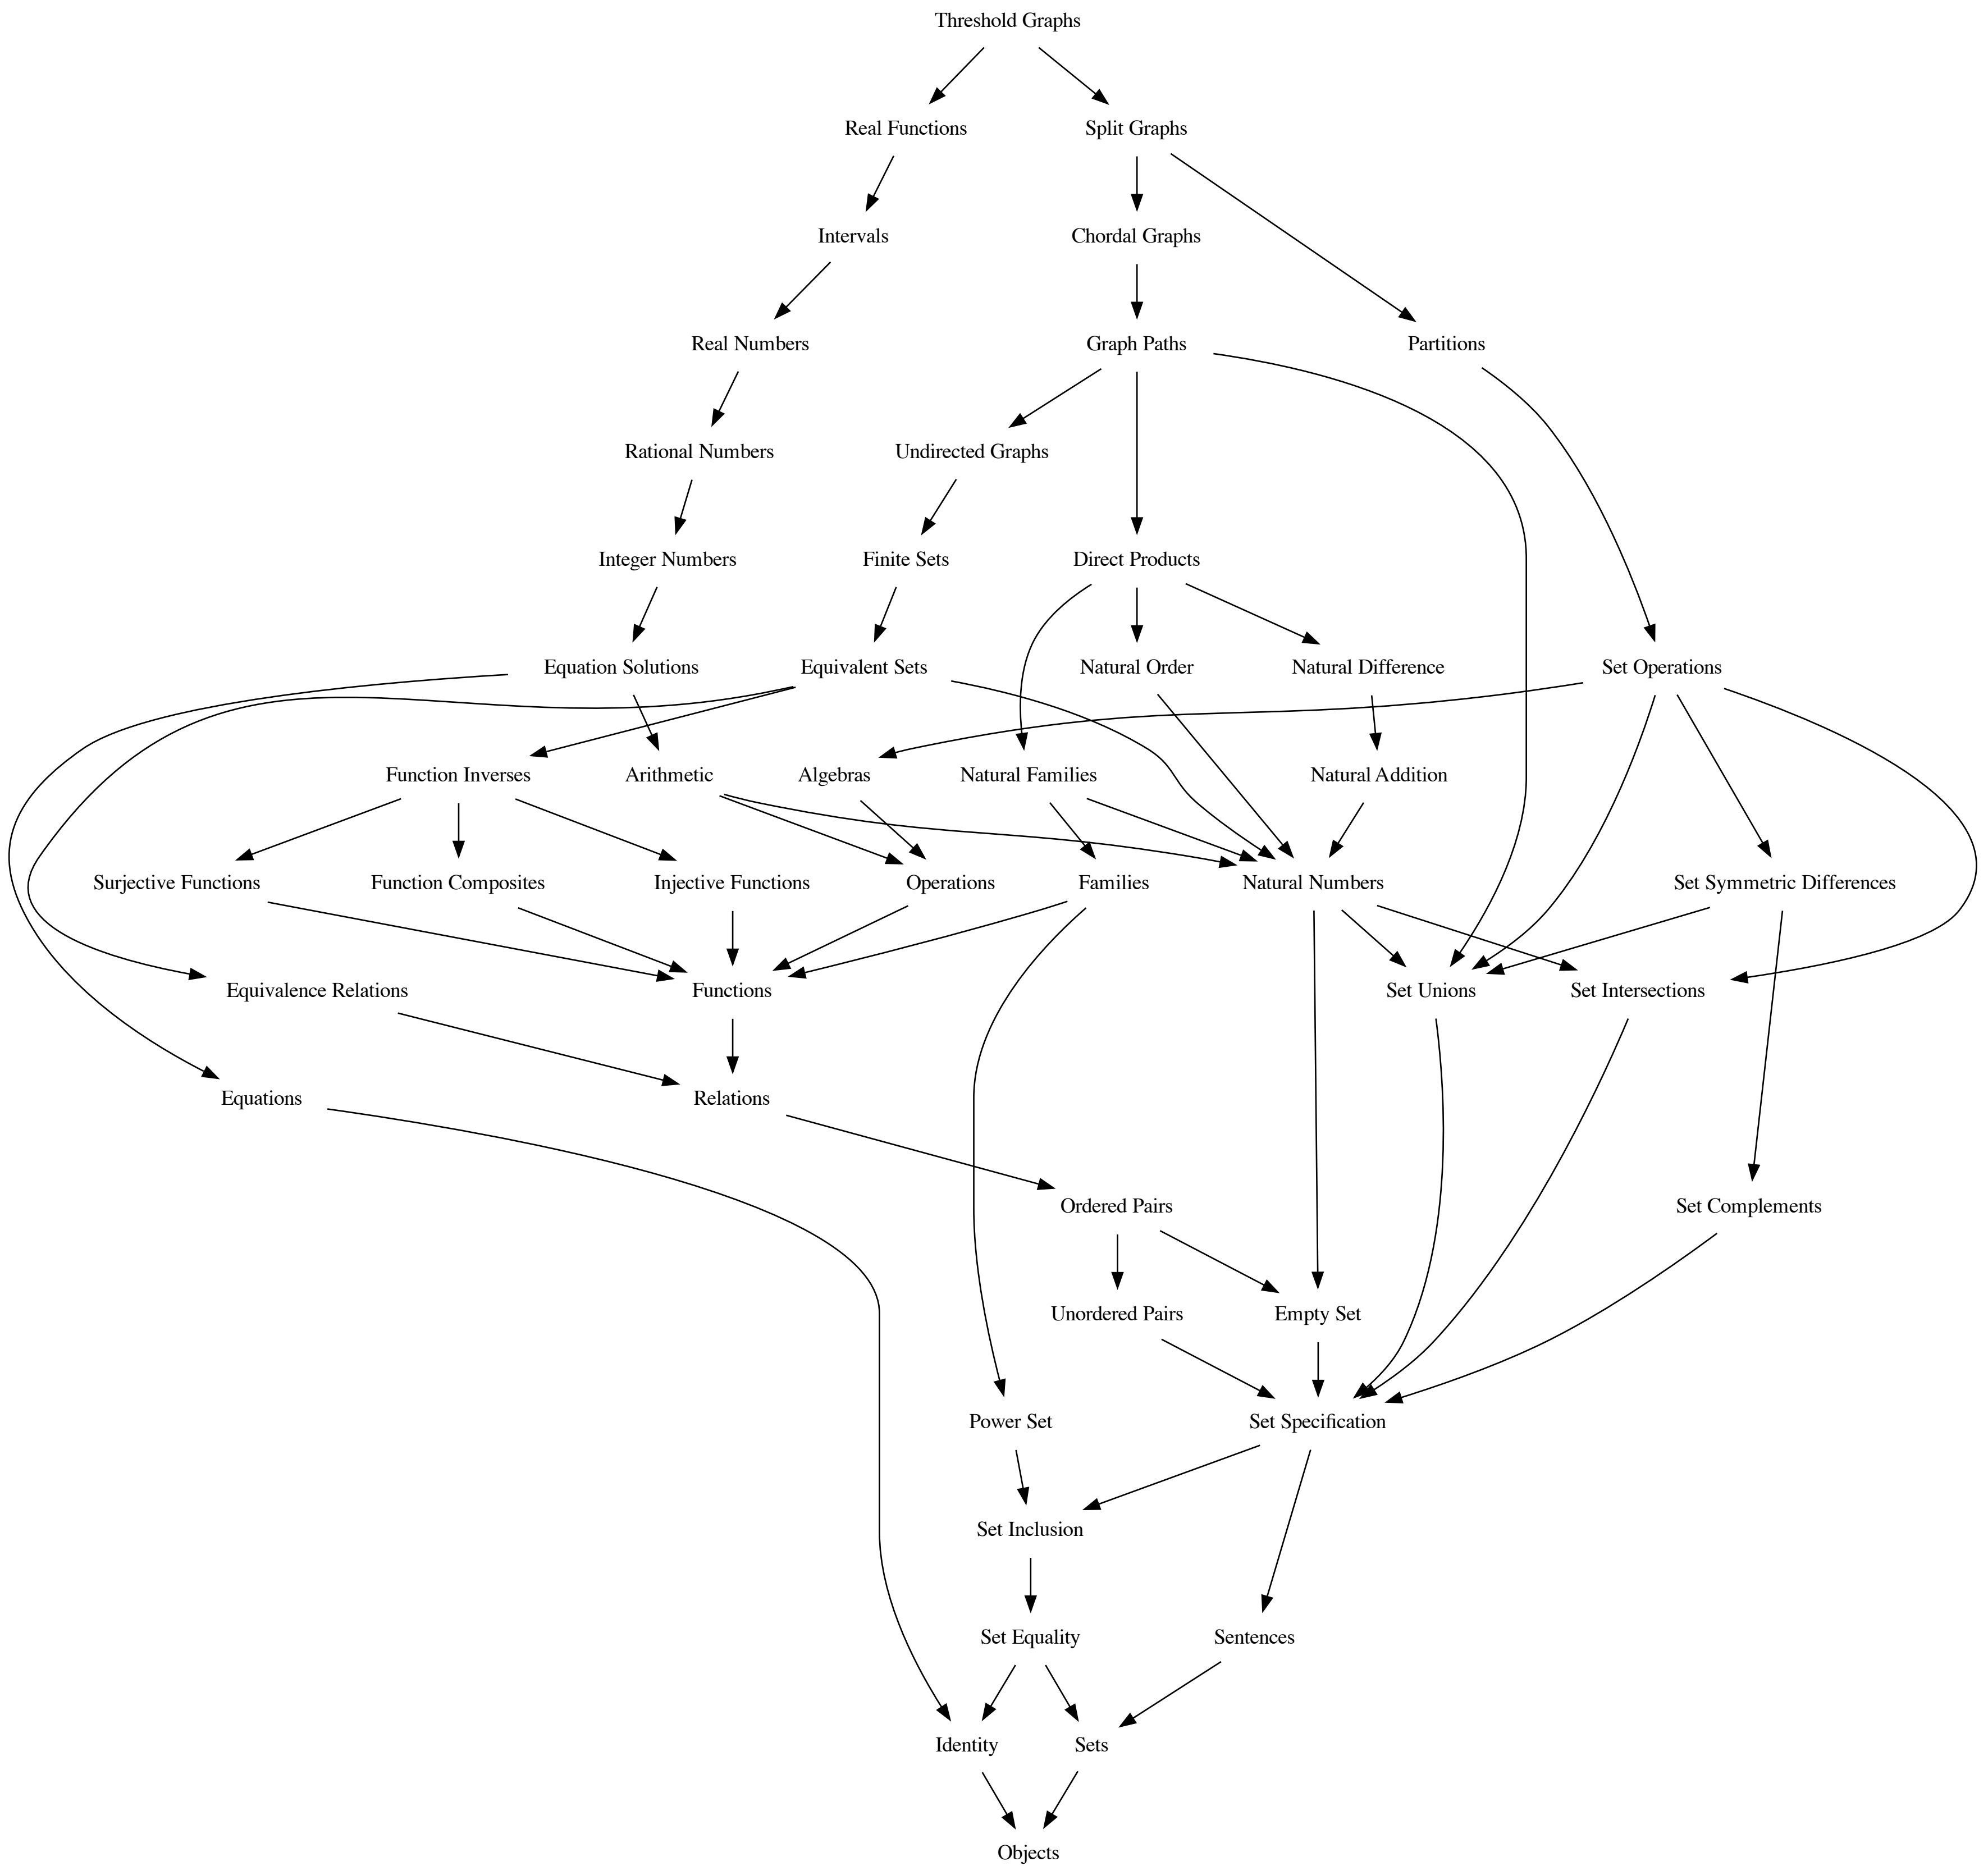 Threshold Graphs
Real Functions
Split Graphs
Intervals
Chordal Graphs
Real Numbers
Graph Paths
Partitions
Rational Numbers
Undirected Graphs
Integer Numbers
Finite Sets
Direct Products
Equation Solutions
Equivalent Sets
Natural Order
Natural Difference
Set Operations
Function Inverses
Arithmetic
Algebras
Natural Families
Natural Addition
Surjective Functions
Function Composites
Injective Functions
Operations
Families
Natural Numbers
Set Symmetric Differences
Equivalence Relations
Functions
Set Unions
Set Intersections
Equations
Relations
Ordered Pairs
Set Complements
Unordered Pairs
Empty Set
Power Set
Set Specification
Set Inclusion
Set Equality
Sentences
Identity
Sets
Objects